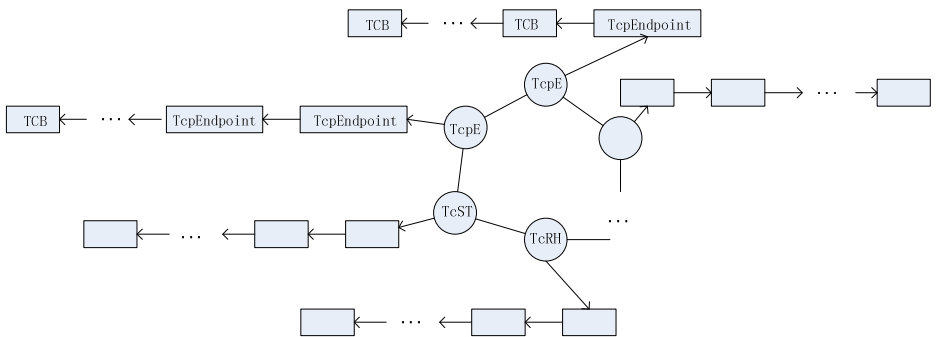 TCB ... TCB TcpEndpoint
TcpE
...
TCB ... TcpEndpoint TcpEndpoint
TcpE
TcST
...
...
TcRH
...